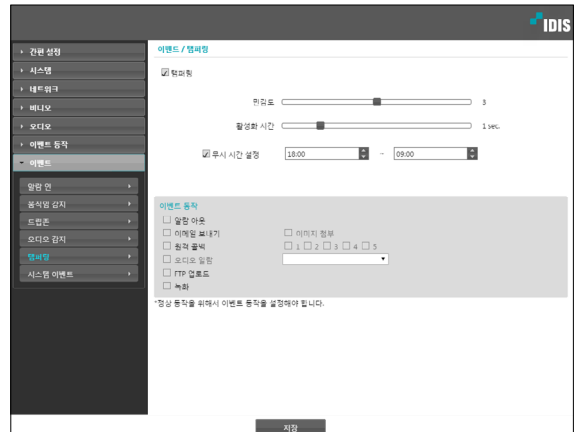 IDIS
간편 설정
시스템
네트워크
비디오
오디오
이벤트 동작
이벤트
알람 인
움직임 감지
트립존
오디오 감지
탬퍼링
시스템 이벤트
이벤트 / 탬퍼링
탬퍼링
민감도 3
활성화 시간 1 sec.
무시 시간 설정 18:00 ~ 09:00
이벤트 동작
알람 아웃
이메일 보내기 이미지 첨부
원격 콜백 1 2 3 4 5
오디오 알람
FTP 업로드
녹화
*정상 동작을 위해서 이벤트 동작을 설정해야 합니다.
저장